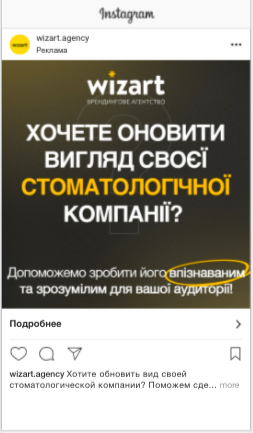 Instagram
wizart
wizart.agency
Реклама
wizart
БРЕНДИНГОВЕ АГЕНТСТВО
ХОЧЕТЕ ОНОВИТИ
ВИГЛЯД СВОЄЇ
СТОМАТОЛОГІЧНОЇ
КОМПАНІЇ?
Допоможемо зробити його впізнаваним
та зрозумілим для вашої аудиторії!
Подробнее
wizart.agency Хотите обновить вид своей
стоматологической компании? Поможем сде... more